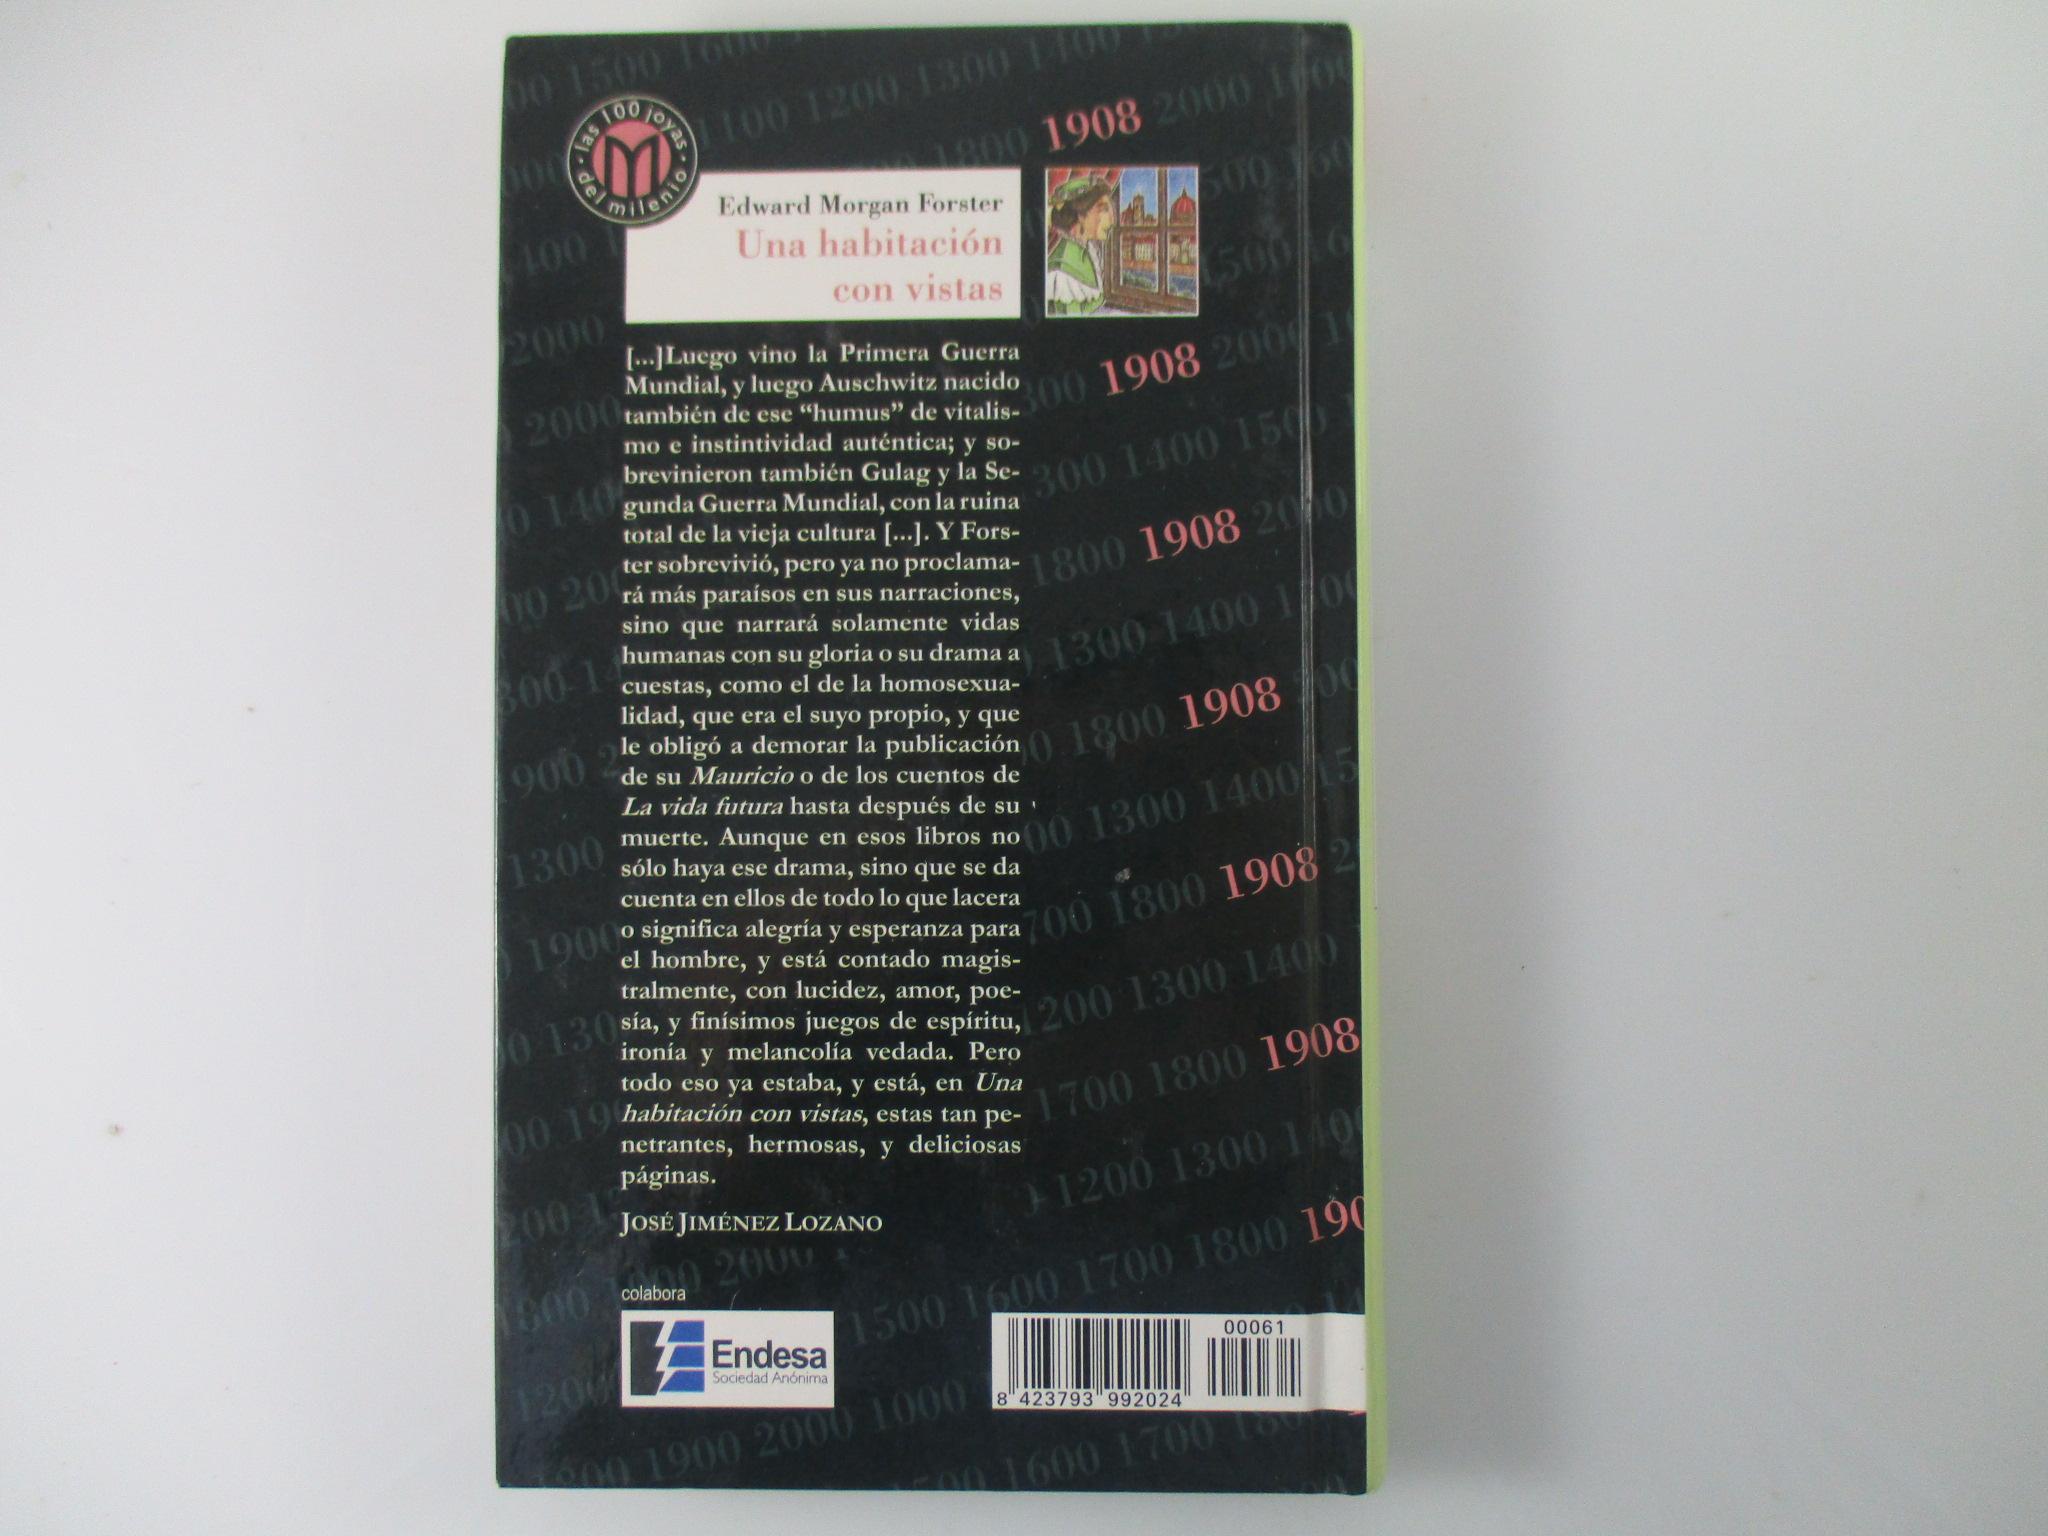 las 100 joyas del milenio
M
1908
Edward Morgan Forster
Una habitación
con vistas
[...]Luego vino la Primera Guerra
Mundial, y luego Auschwitz nacido
también de ese “humus” de vitalis-
mo e instintividad auténtica; y so-
brevinieron también Gulag y la Se-
gunda Guerra Mundial, con la ruina
total de la vieja cultura [...]. Y Fors-
ter sobrevivió, pero ya no proclama-
rá más paraísos en sus narraciones,
sino que narrará solamente vidas
humanas con su gloria o su drama a
cuestas, como el de la homosexua-
lidad, que era el suyo propio, y que
le obligó a demorar la publicación
de su Mauricio o de los cuentos de
La vida futura hasta después de su
muerte. Aunque en esos libros no
sólo haya ese drama, sino que se da
cuenta en ellos de todo lo que lacera
o significa alegría y esperanza para
el hombre, y está contado magis-
tralmente, con lucidez, amor, poe-
sía, y finísimos juegos de espíritu,
ironía y melancolía vedada. Pero
todo eso ya estaba, y está, en Una
habitación con vistas, estas tan pe-
netrantes, hermosas, y deliciosas
páginas.
JOSÉ JIMÉNEZ LOZANO
1908
1908
1908
1908
1908
190
colabora
Endesa
Sociedad Anónima
00061
8 423793 992024